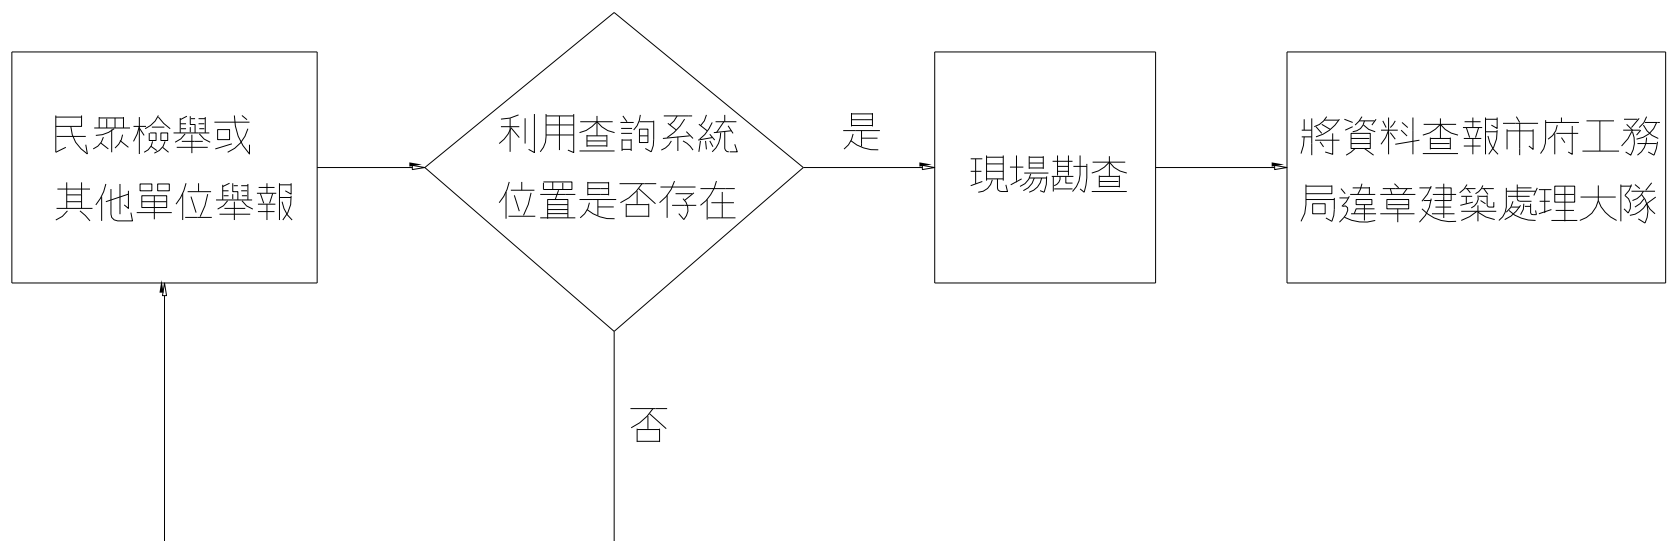 民眾檢舉或
其他單位舉報
利用查詢系統
位置是否存在
是
否
現場勘查
將資料查報市府工務
局違章建築處理大隊